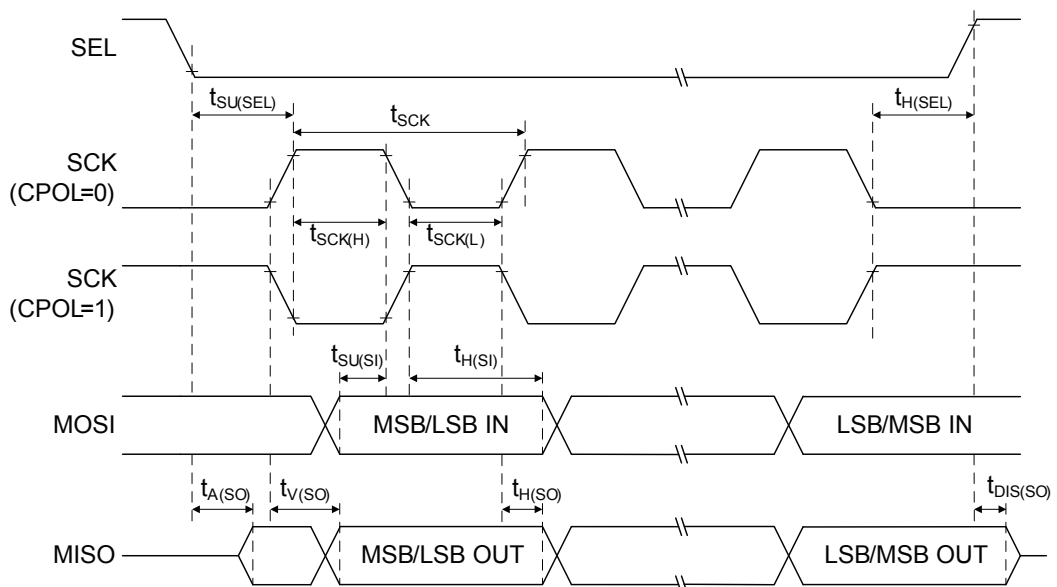 SEL
tSU(SEL)
tSCK
tH(SEL)
SCK
(CPOL=0)
tSCK(H)
tSCK(L)
SCK
(CPOL=1)
tSU(SI)
tH(SI)
MOSI
MSB/LSB IN
LSB/MSB IN
tA(SO)
tV(SO)
tH(SO)
tDIS(SO)
MISO
MSB/LSB OUT
LSB/MSB OUT